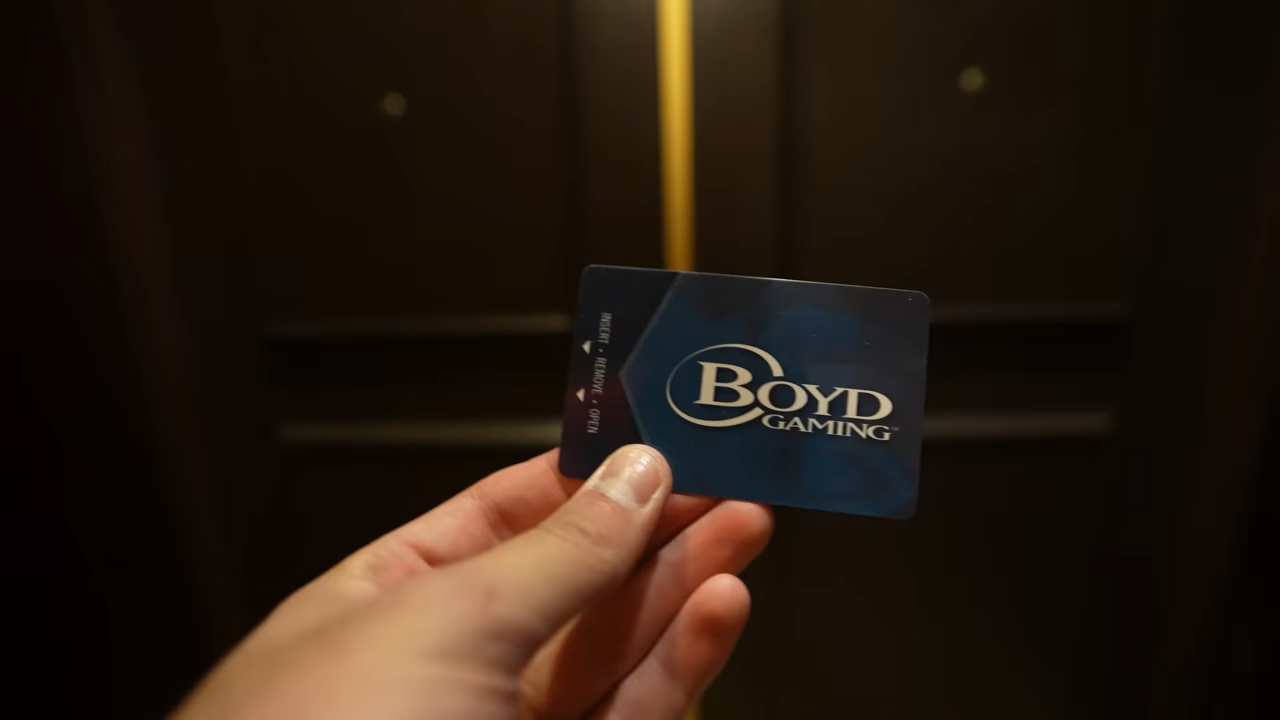 INSERT • REMOVE • OPEN
BOYD
GAMING